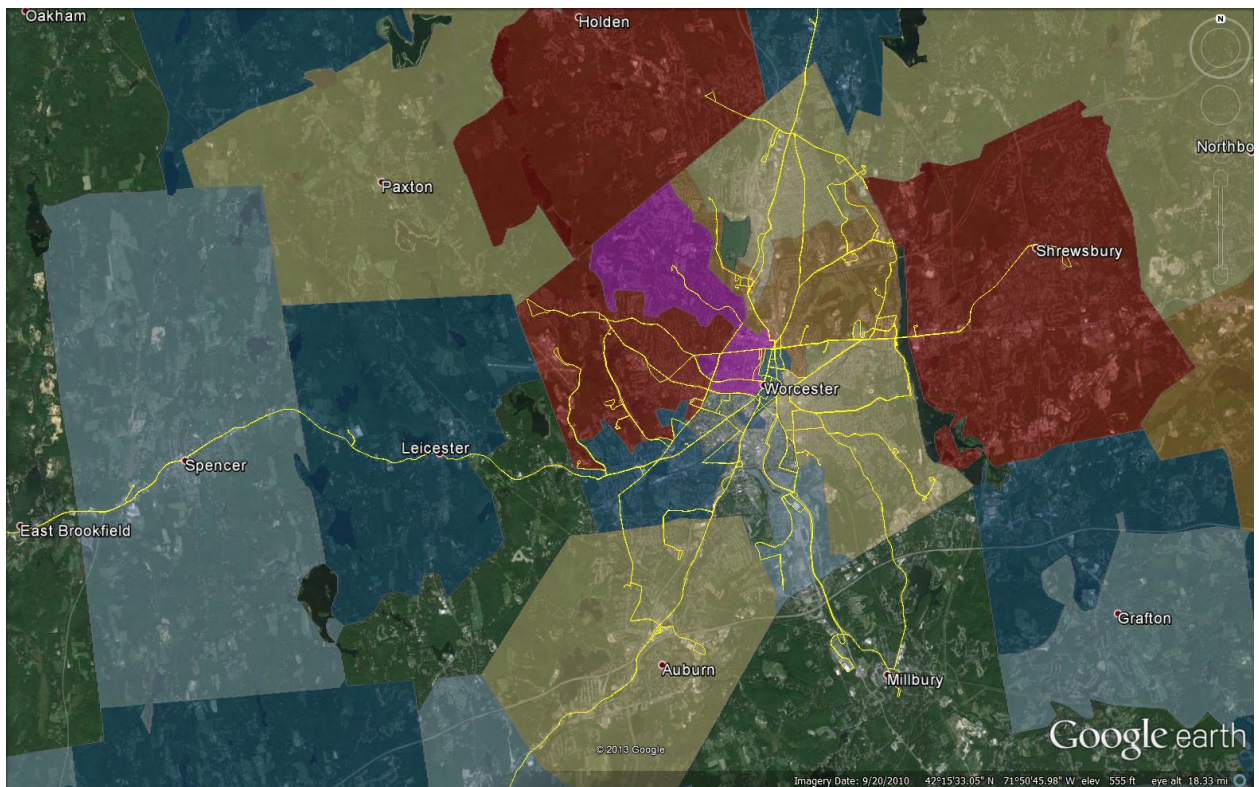 Oakham
Holden
N
Northbo
Paxton
Shrewsbury
Worcester
Leicester
Spencer
East Brookfield
Grafton
Auburn
Millbury
Google earth
© 2013 Google
Imagery Date: 9/20/2010 42°15'33.05" N 71°50'45.98" W elev 555 ft eye alt 18.33 mi